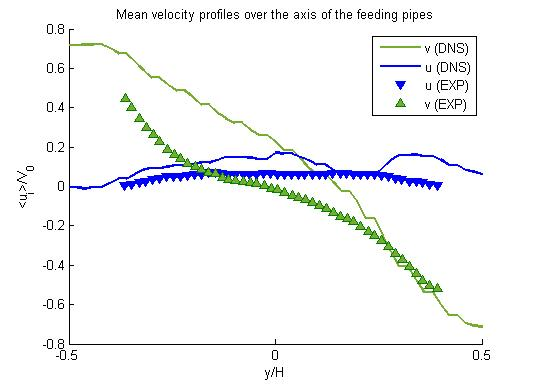 Mean velocity profiles over the axis of the feeding pipes
0.8
0.6
0.4
0.2
0
-0.2
-0.4
-0.6
-0.8
<u_i>/V_0
v (DNS)
u (DNS)
u (EXP)
v (EXP)
-0.5
0
0.5
y/H